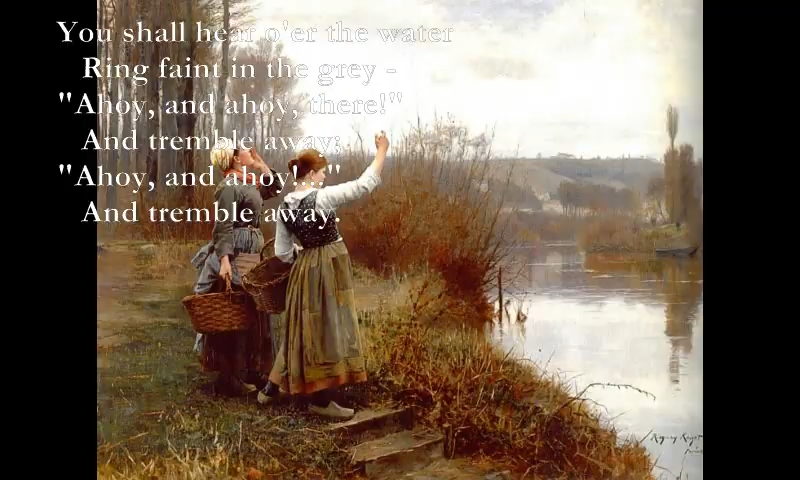 You shall hear o'er the water
Ring faint in the grey -
"Ahoy, and ahoy, there!"
And tremble away;
"Ahoy, and ahoy!...."
And tremble away.